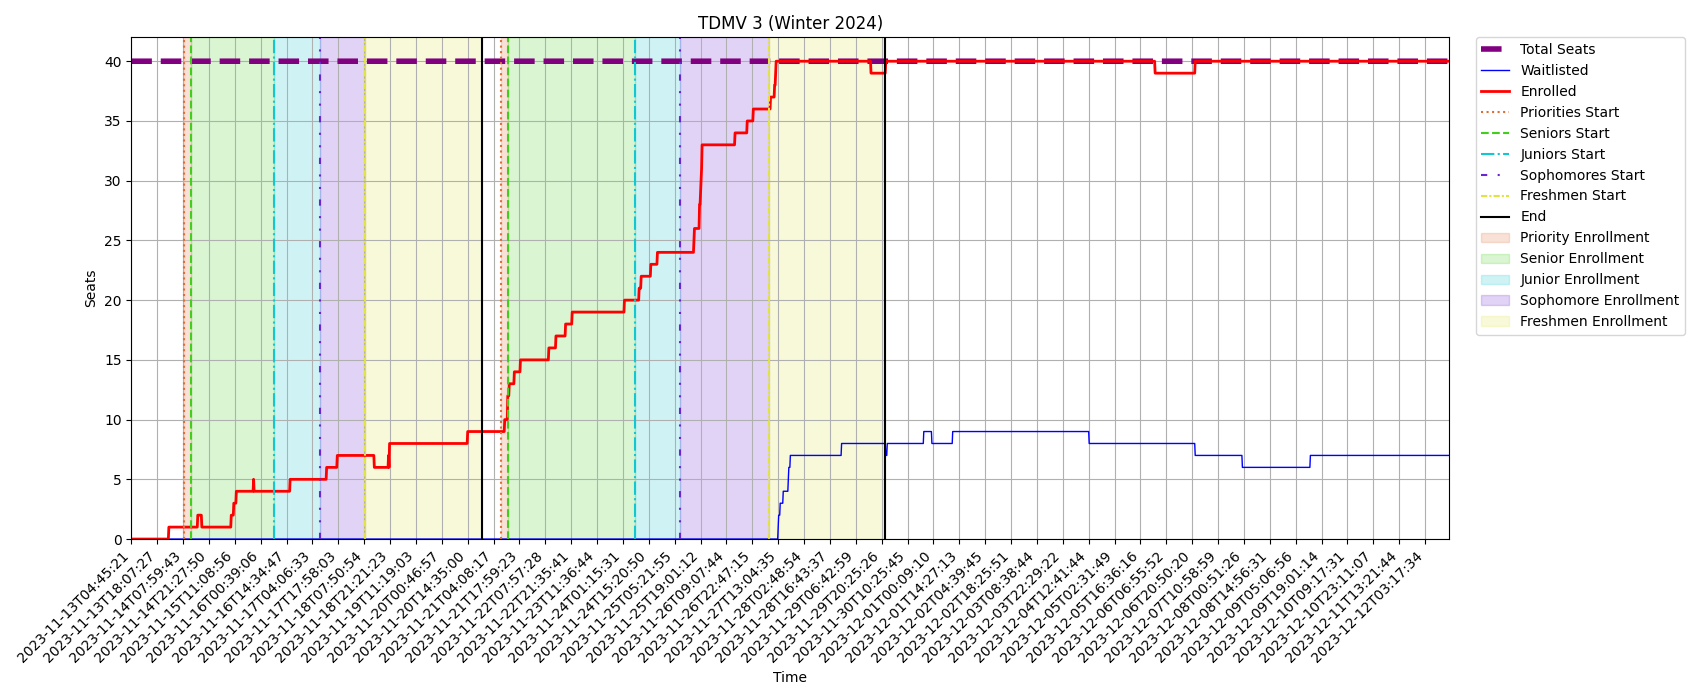 TDMV 3 (Winter 2024)
Seats
40
35
30
25
20
15
10
5
0
2023-11-13T04:45:21
2023-11-13T18:07:27
2023-11-14T07:59:43
2023-11-14T21:27:50
2023-11-15T11:08:56
2023-11-16T00:39:06
2023-11-16T14:34:47
2023-11-17T04:06:33
2023-11-17T17:58:03
2023-11-18T07:50:54
2023-11-18T21:21:23
2023-11-19T11:19:03
2023-11-20T00:46:57
2023-11-20T14:35:00
2023-11-21T04:08:17
2023-11-21T17:59:23
2023-11-22T07:57:28
2023-11-22T21:35:41
2023-11-23T11:36:44
2023-11-24T01:15:31
2023-11-24T15:20:50
2023-11-25T05:21:55
2023-11-25T19:01:12
2023-11-26T09:07:44
2023-11-26T22:47:15
2023-11-27T13:04:35
2023-11-28T02:48:54
2023-11-28T16:43:37
2023-11-29T06:42:59
2023-11-29T20:25:26
2023-11-30T10:25:45
2023-12-01T00:09:10
2023-12-01T14:27:13
2023-12-02T04:39:45
2023-12-02T18:25:51
2023-12-03T08:38:44
2023-12-03T22:29:22
2023-12-04T12:41:44
2023-12-05T02:31:49
2023-12-05T16:36:16
2023-12-06T06:55:52
2023-12-06T20:50:20
2023-12-07T10:58:59
2023-12-08T00:51:26
2023-12-08T14:56:31
2023-12-09T05:06:56
2023-12-09T19:01:14
2023-12-10T09:17:31
2023-12-10T23:11:07
2023-12-11T13:21:44
2023-12-12T03:17:34
Time
Total Seats
Waitlisted
Enrolled
Priorities Start
Seniors Start
Juniors Start
Sophomores Start
Freshmen Start
End
Priority Enrollment
Senior Enrollment
Junior Enrollment
Sophomore Enrollment
Freshmen Enrollment